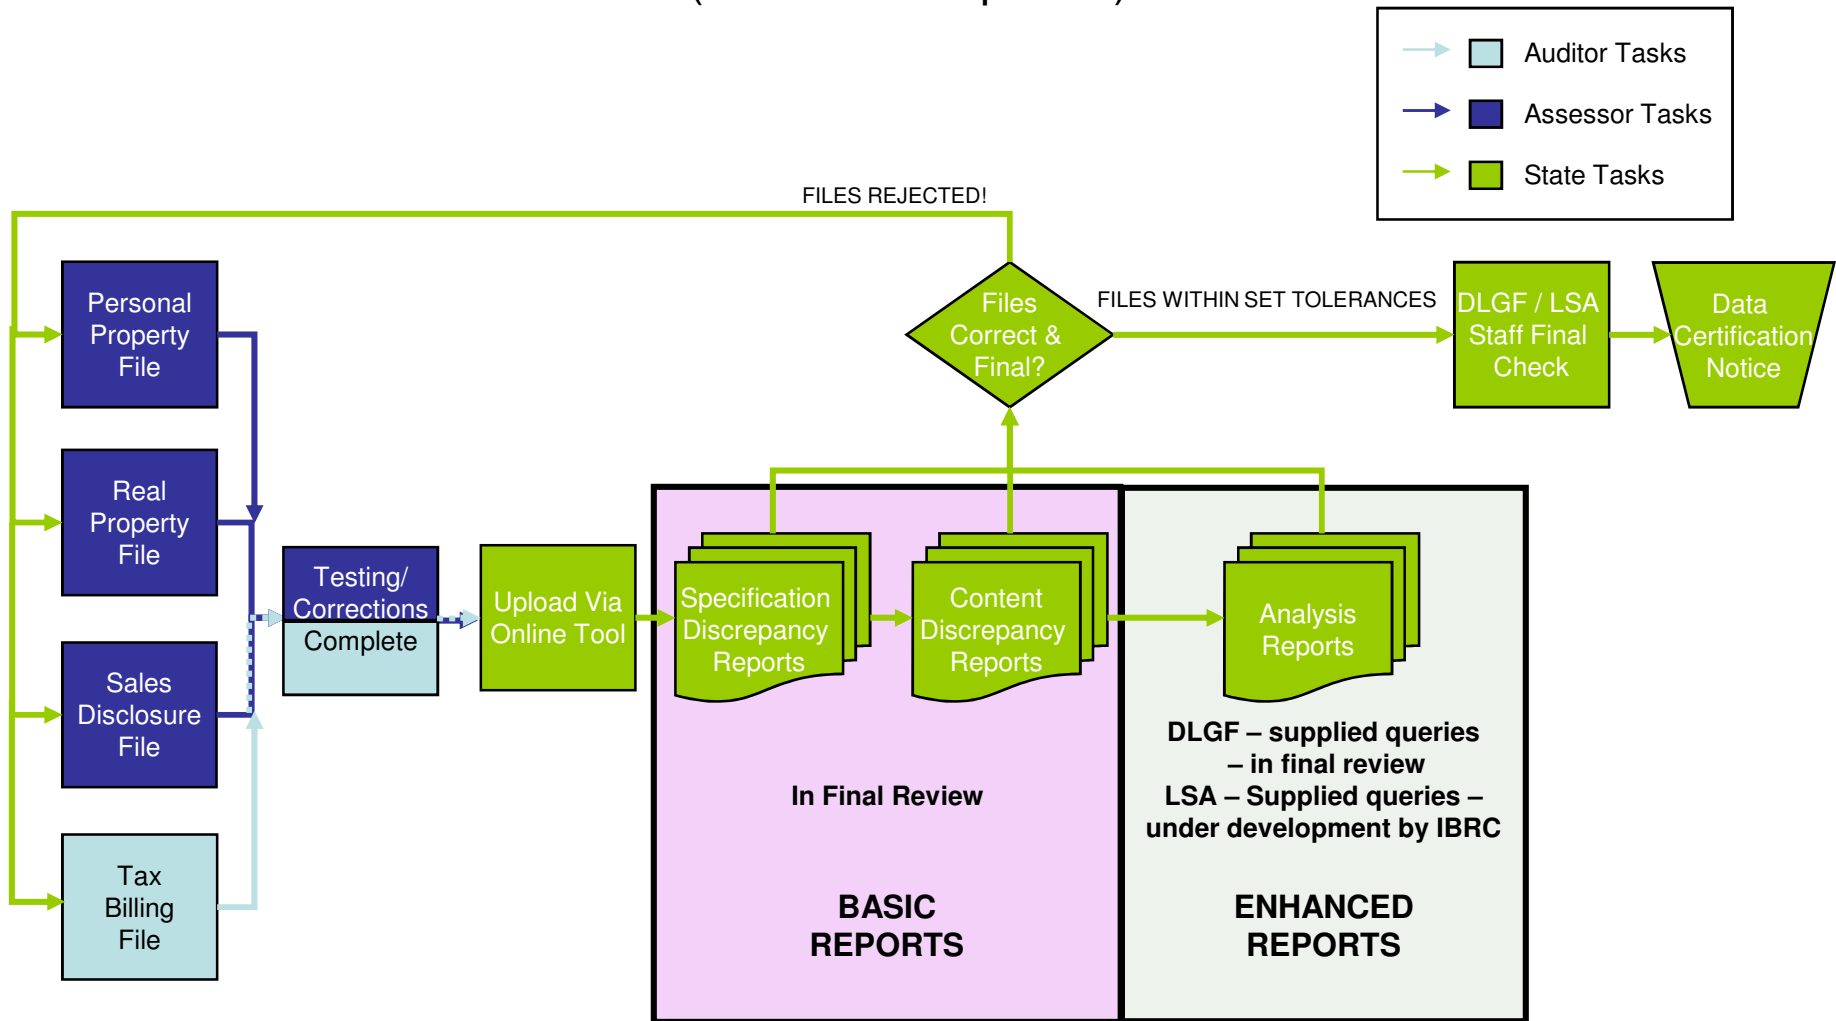 Auditor Tasks
Assessor Tasks
State Tasks
FILES REJECTED!
Personal
Property
File
Files
Correct &
Final?
FILES WITHIN SET TOLERANCES
DLGF / LSA
Staff Final
Check
Data
Certification
Notice
Real
Property
File
Testing/
Corrections
Complete
Upload Via
Online Tool
Specification
Discrepancy
Reports
Content
Discrepancy
Reports
Analysis
Reports
Sales
Disclosure
File
DLGF – supplied queries
– in final review
LSA – Supplied queries –
under development by IBRC
In Final Review
Tax
Billing
File
BASIC
REPORTS
ENHANCED
REPORTS